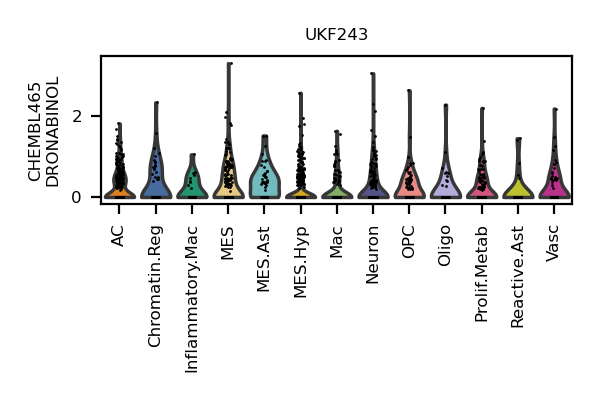 UKF243
CHEMBL465
DRONABINOL
2
0
AC
Chromatin.Reg
Inflammatory.Mac
MES
MES.Ast
MES.Hyp
Mac
Neuron
OPC
Oligo
Prolif.Metab
Reactive.Ast
Vasc